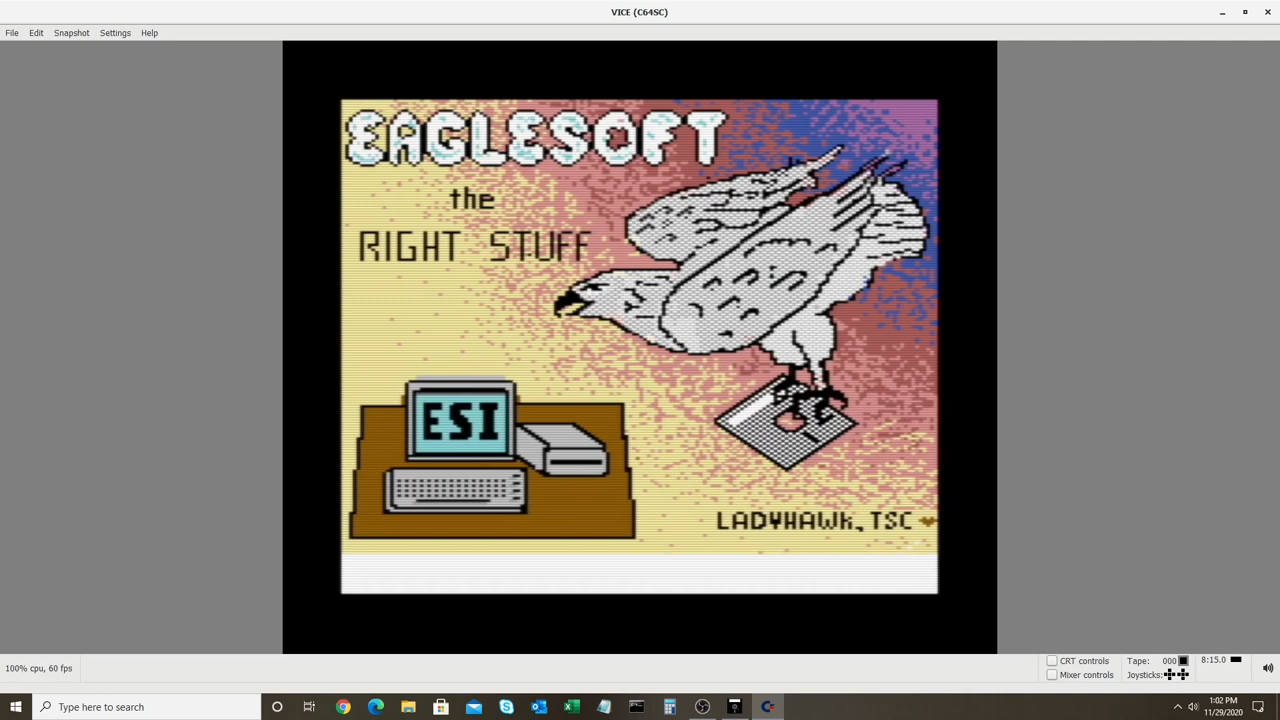 VICE (C64SC)
File Edit Snapshot Settings Help
EAGLESOFT
the
RIGHT STUFF
ESI
LADYHAWK, TSC
100% cpu, 60 fps
CRT controls
Mixer controls
Tape: 000
Joysticks:
8:15.0
Type here to search
1:02 PM
11/29/2020